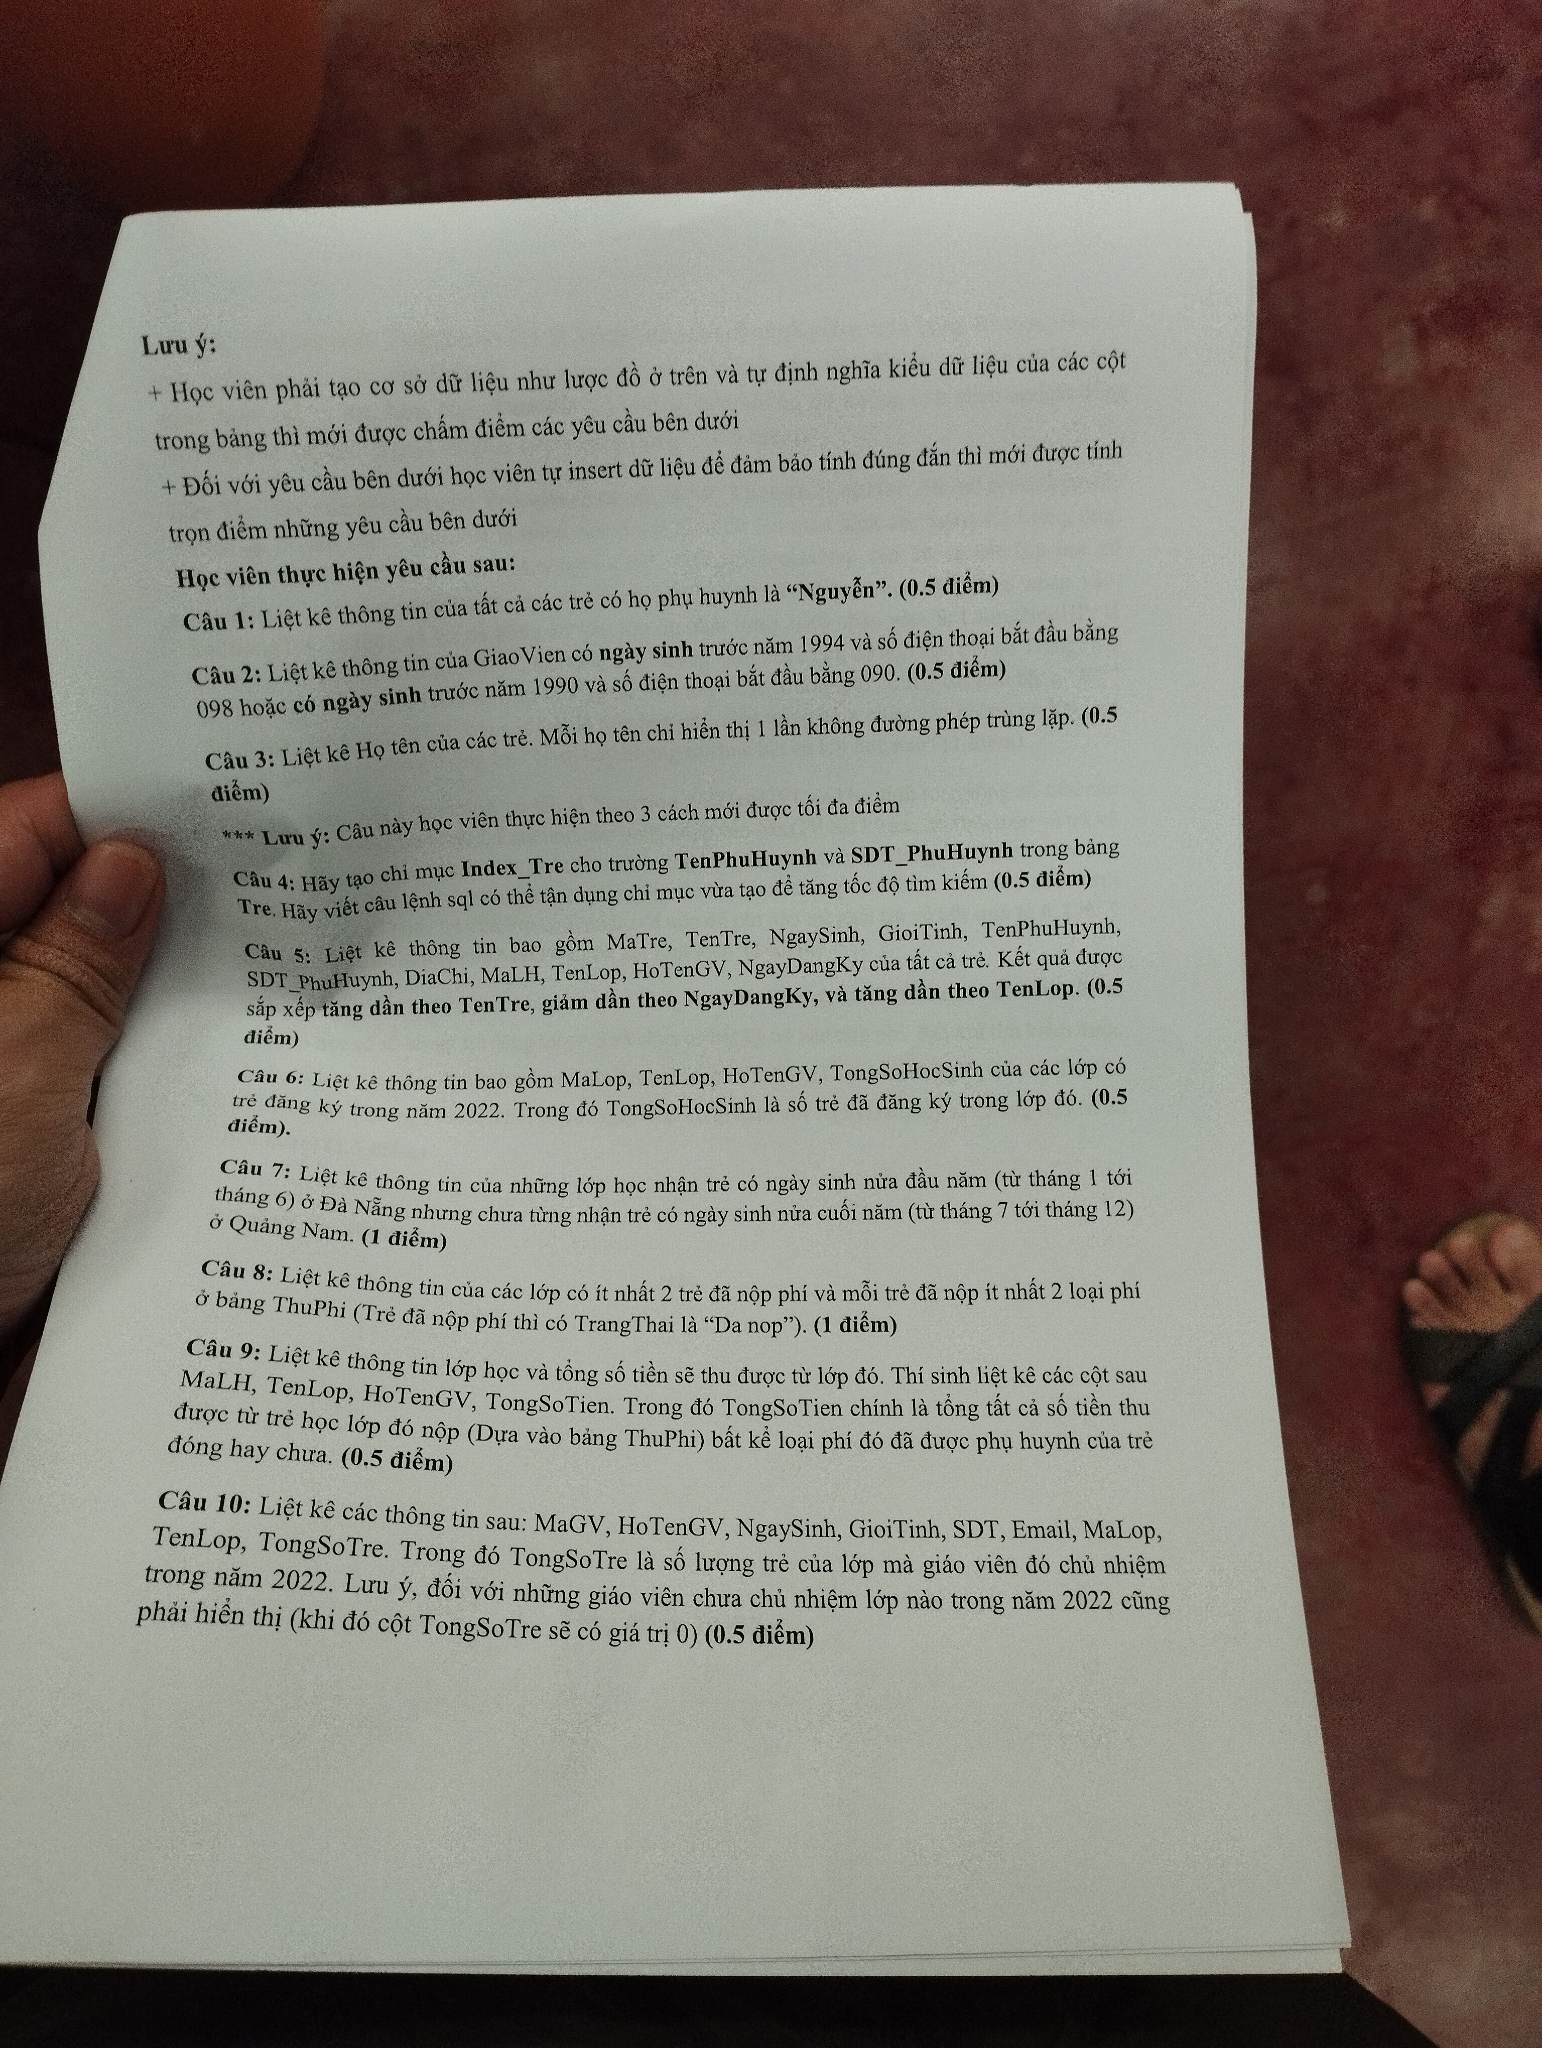 Lưu ý:
+ Học viên phải tạo cơ sở dữ liệu như lược đồ ở trên và tự định nghĩa kiểu dữ liệu của các cột
trong bảng thì mới được chấm điểm các yêu cầu bên dưới
+ Đối với yêu cầu bên dưới học viên tự insert dữ liệu để đảm bảo tính đúng đắn thì mới được tính
trọn điểm những yêu cầu bên dưới
Học viên thực hiện yêu cầu sau:
Câu 1: Liệt kê thông tin của tất cả các trẻ có họ phụ huynh là “Nguyễn”. (0.5 điểm)
Câu 2: Liệt kê thông tin của GiaoVien có ngày sinh trước năm 1994 và số điện thoại bắt đầu bằng
098 hoặc có ngày sinh trước năm 1990 và số điện thoại bắt đầu bằng 090. (0.5 điểm)
Câu 3: Liệt kê Họ tên của các trẻ. Mỗi họ tên chỉ hiển thị 1 lần không đường phép trùng lặp. (0.5
điểm)
*** Lưu ý: Câu này học viên thực hiện theo 3 cách mới được tối đa điểm
Câu 4: Hãy tạo chỉ mục Index_Tre cho trường TenPhuHuynh và SDT_PhuHuynh trong bảng
Tre. Hãy viết câu lệnh sql có thể tận dụng chỉ mục vừa tạo để tăng tốc độ tìm kiếm (0.5 điểm)
Câu 5: Liệt kê thông tin bao gồm MaTre, TenTre, NgaySinh, GioiTinh, TenPhuHuynh,
SDT_PhuHuynh, DiaChi, MaLH, TenLop, HoTenGV, NgayDangKy của tất cả trẻ. Kết quả được
sắp xếp tăng dần theo TenTre, giảm dần theo NgayDangKy, và tăng dần theo TenLop. (0.5
điểm)
Câu 6: Liệt kê thông tin bao gồm MaLop, TenLop, HoTenGV, TongSoHocSinh của các lớp có
trẻ đăng ký trong năm 2022. Trong đó TongSoHocSinh là số trẻ đã đăng ký trong lớp đó. (0.5
điểm).
Câu 7: Liệt kê thông tin của những lớp học nhận trẻ có ngày sinh nửa đầu năm (từ tháng 1 tới
tháng 6) ở Đà Nẵng nhưng chưa từng nhận trẻ có ngày sinh nửa cuối năm (từ tháng 7 tới tháng 12)
ở Quảng Nam. (1 điểm)
Câu 8: Liệt kê thông tin của các lớp có ít nhất 2 trẻ đã nộp phí và mỗi trẻ đã nộp ít nhất 2 loại phí
ở bảng ThuPhi (Trẻ đã nộp phí thì có TrangThai là “Da nop”). (1 điểm)
Câu 9: Liệt kê thông tin lớp học và tổng số tiền sẽ thu được từ lớp đó. Thí sinh liệt kê các cột sau
MaLH, TenLop, HoTenGV, TongSoTien. Trong đó TongSoTien chính là tổng tất cả số tiền thu
được từ trẻ học lớp đó nộp (Dựa vào bảng ThuPhi) bất kể loại phí đó đã được phụ huynh của trẻ
đóng hay chưa. (0.5 điểm)
Câu 10: Liệt kê các thông tin sau: MaGV, HoTenGV, NgaySinh, GioiTinh, SDT, Email, MaLop,
TenLop, TongSoTre. Trong đó TongSoTre là số lượng trẻ của lớp mà giáo viên đó chủ nhiệm
trong năm 2022. Lưu ý, đối với những giáo viên chưa chủ nhiệm lớp nào trong năm 2022 cũng
phải hiển thị (khi đó cột TongSoTre sẽ có giá trị 0) (0.5 điểm)